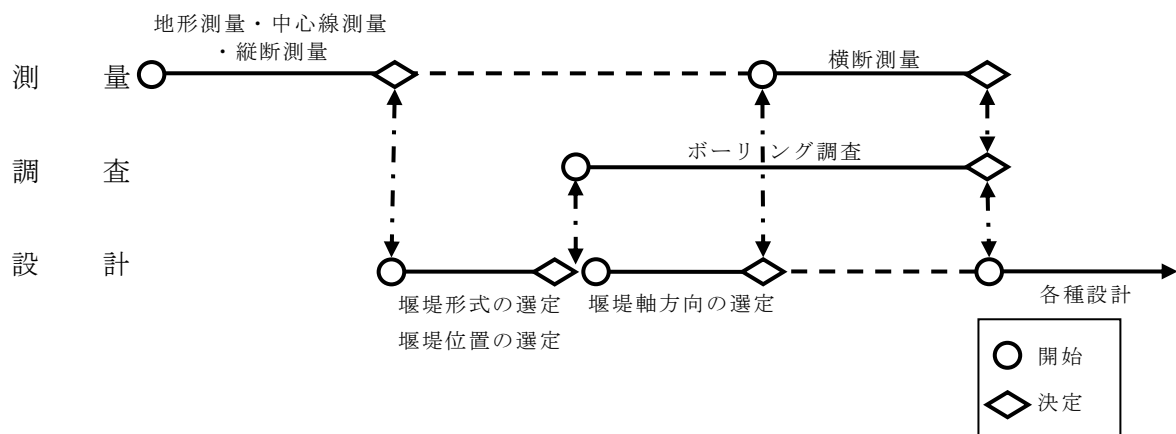 地形測量・中心線測量
・縦断測量
測量
横断測量
調査
ボーリング調査
設計
堰堤形式の選定
堰堤位置の選定
堰堤軸方向の選定
各種設計
開始
決定